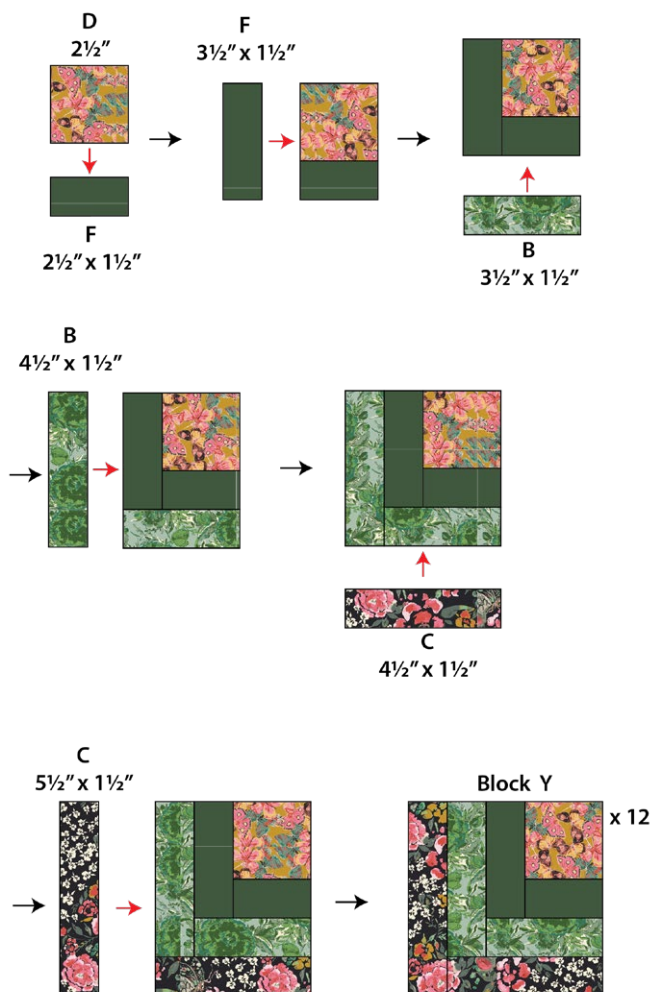 D
2½”
F
2½” x 1½”
F
3½” x 1½”
B
3½” x 1½”
B
4½” x 1½”
C
4½” x 1½”
C
5½” x 1½”
Block Y
x 12